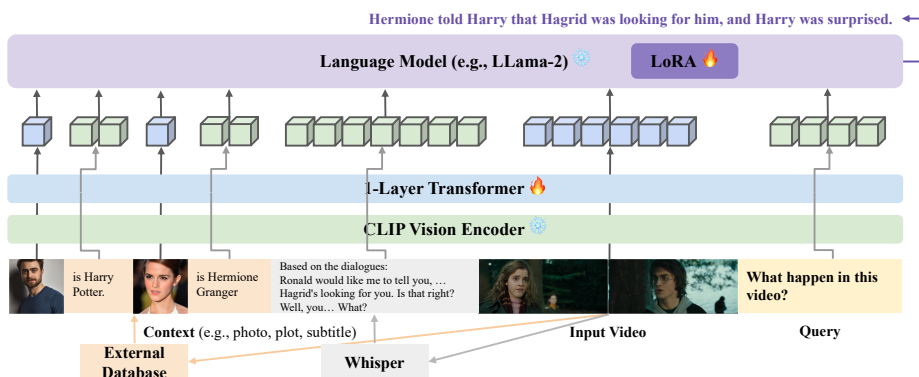 Hermione told Harry that Hagrid was looking for him, and Harry was surprised.
Language Model (e.g., LLama-2)
LoRA
1-Layer Transformer
CLIP Vision Encoder
is Harry
Potter.
is Hermione
Granger
Based on the dialogues:
Ronald would like me to tell you, …
Hagrid's looking for you. Is that right?
Well, you… What?
What happen in this
video?
Context (e.g., photo, plot, subtitle)
Input Video
Query
External
Database
Whisper